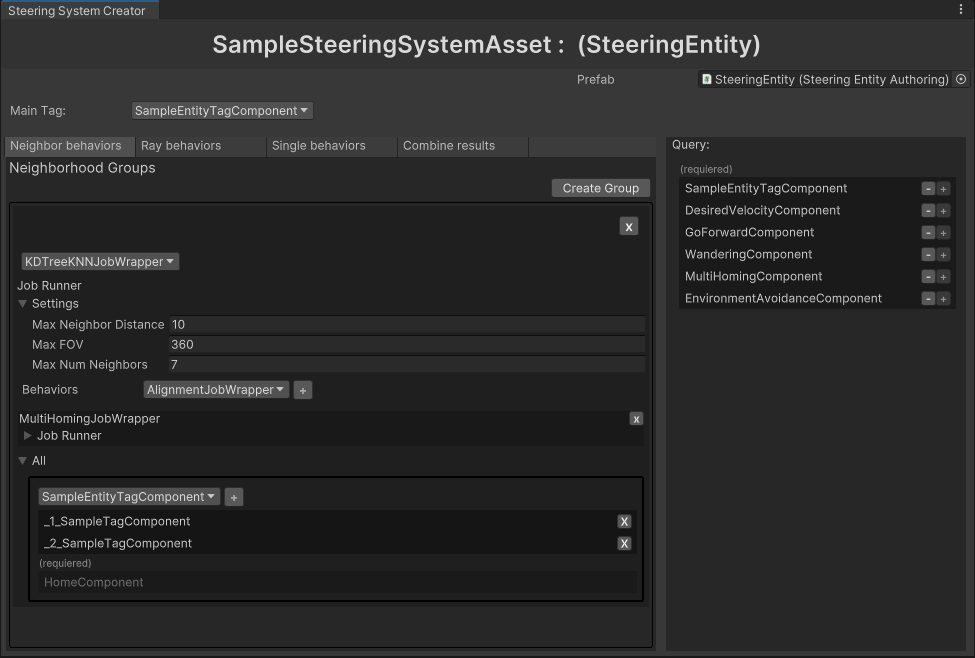 Steering System Creator
SampleSteeringSystemAsset : (SteeringEntity)
Prefab
SteeringEntity (Steering Entity Authoring)
Main Tag:
SampleEntityTagComponent
Neighbor behaviors
Ray behaviors
Single behaviors
Combine results
Neighborhood Groups
Create Group
X
KDTreeKNNJobWrapper
Job Runner
Settings
Max Neighbor Distance 10
Max FOV 360
Max Num Neighbors 7
Behaviors
AlignmentJobWrapper
+
MultiHomingJobWrapper
x
Job Runner
All
SampleEntityTagComponent
+
_1_SampleTagComponent
X
_2_SampleTagComponent
X
(requiered)
HomeComponent
Query:
(requiered)
SampleEntityTagComponent - +
DesiredVelocityComponent - +
GoForwardComponent - +
WanderingComponent - +
MultiHomingComponent - +
EnvironmentAvoidanceComponent - +